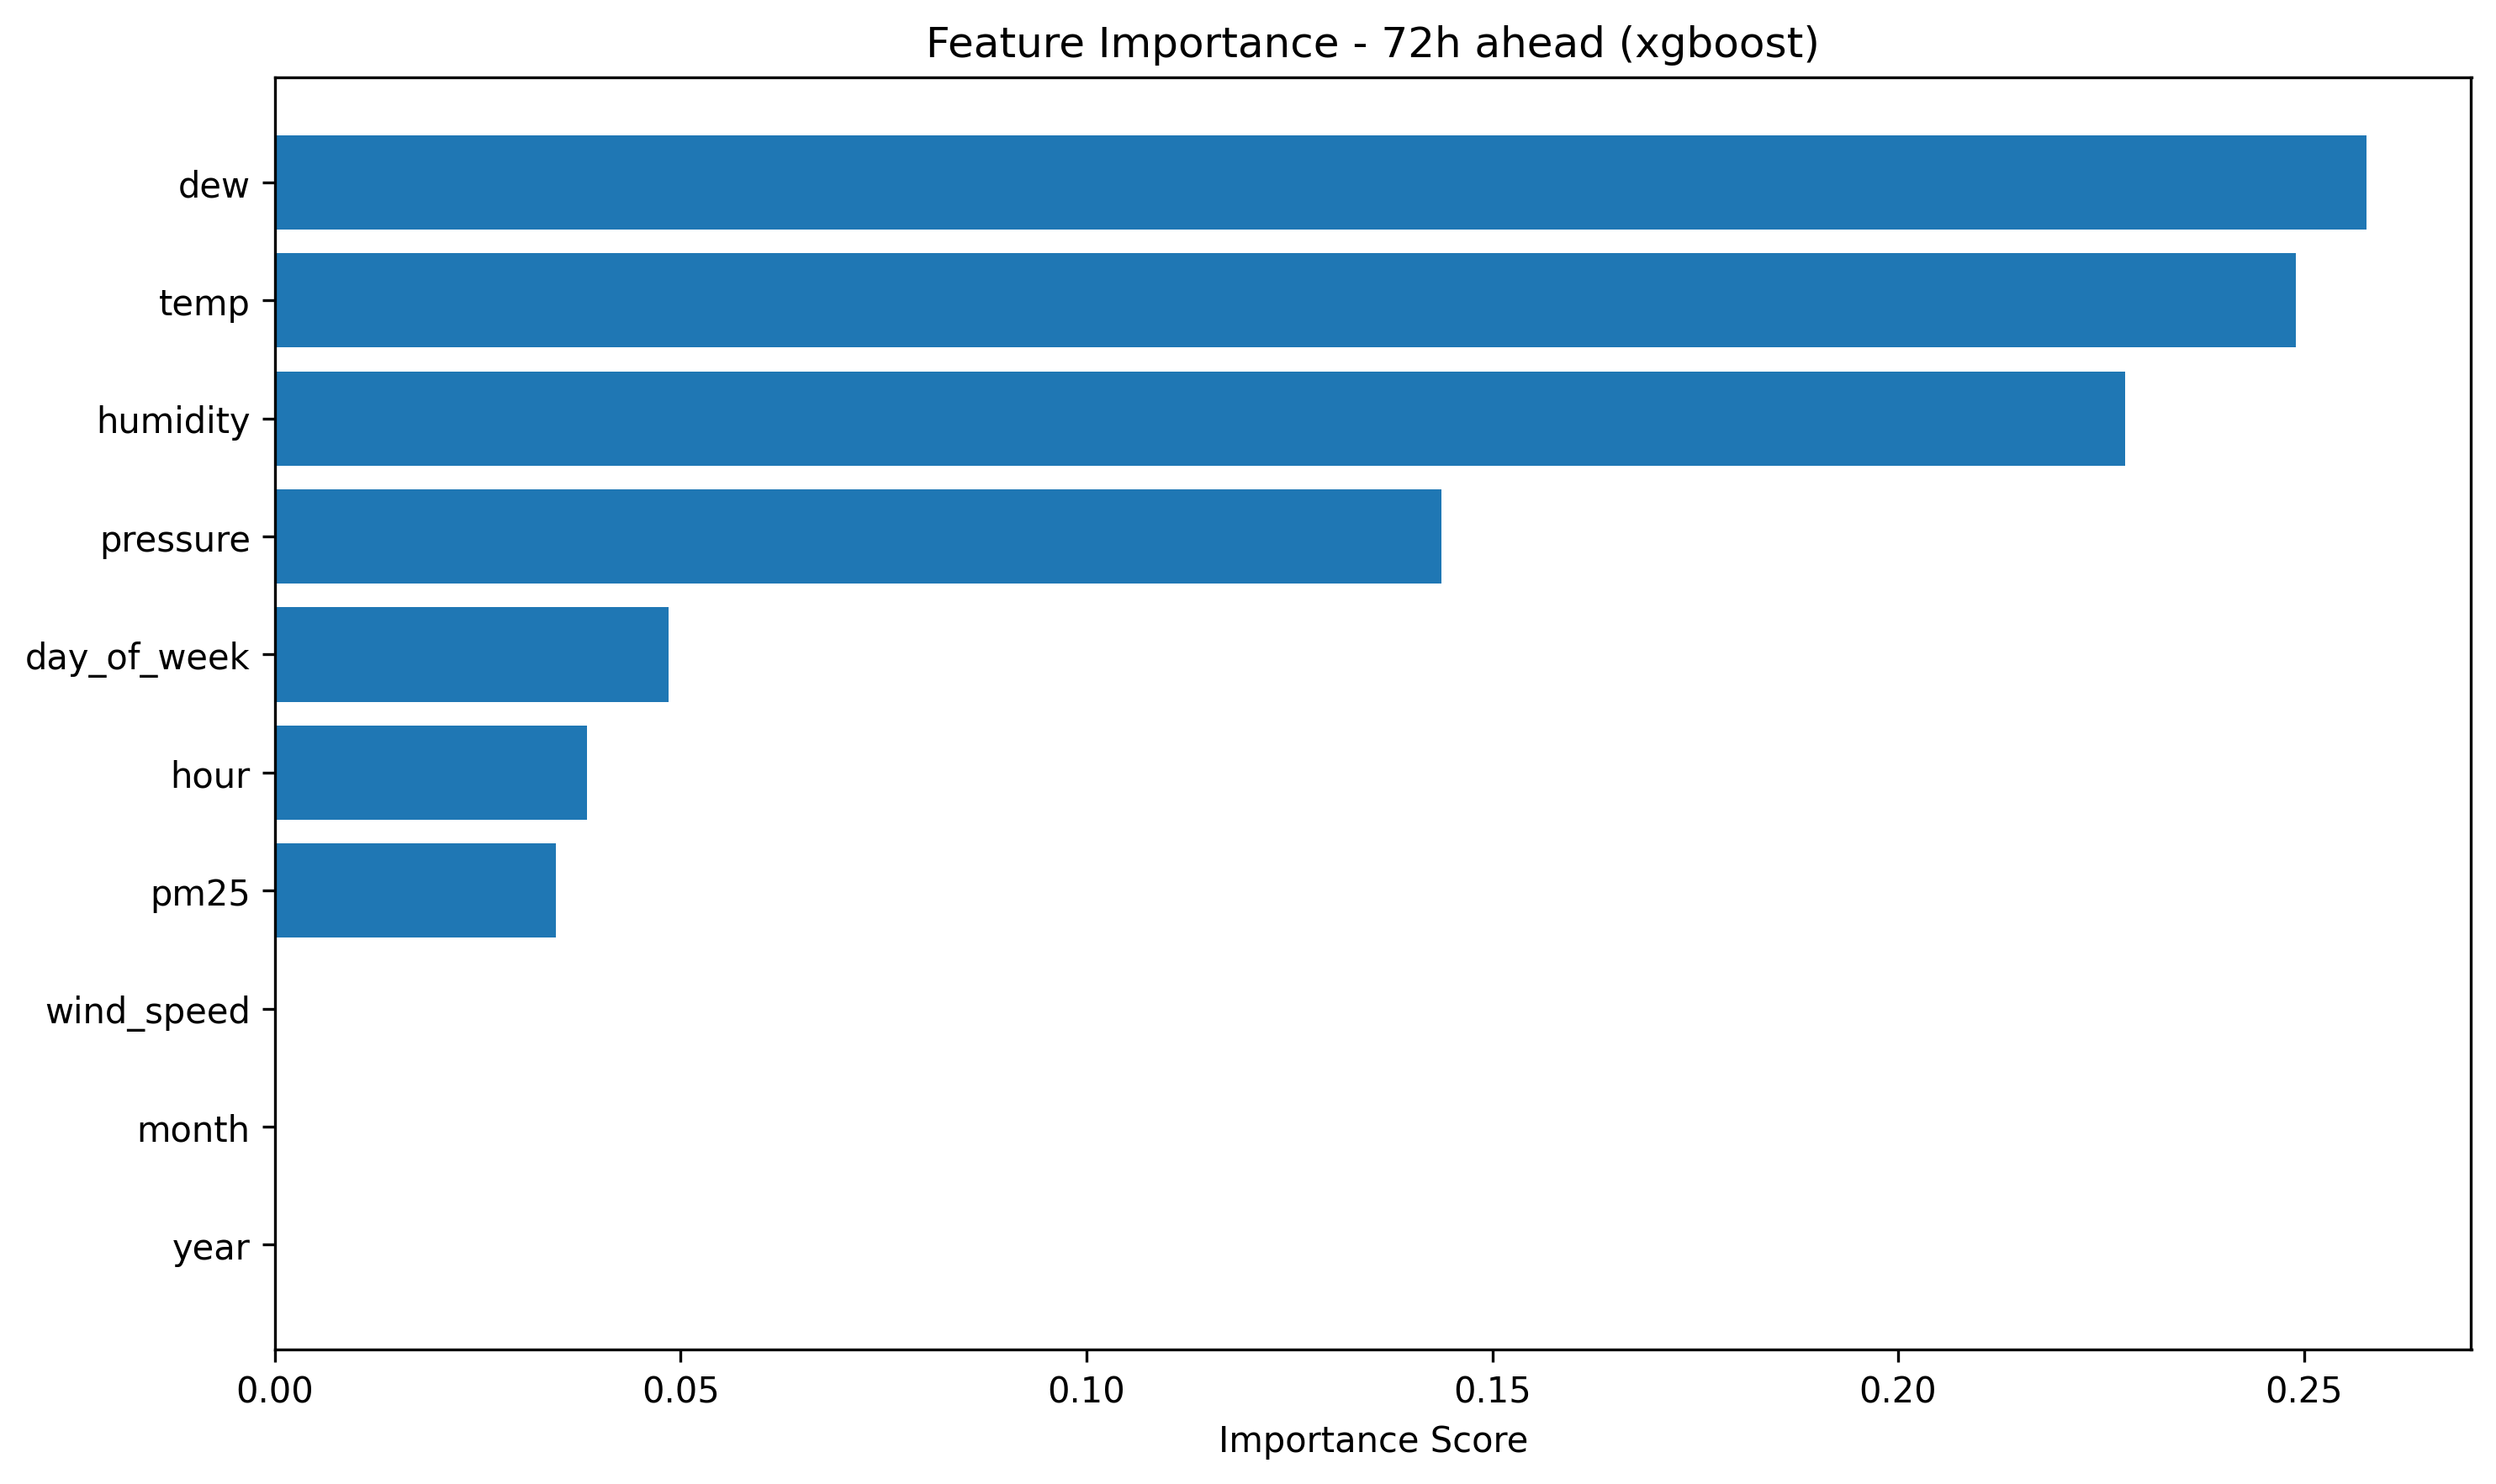 Feature Importance - 72h ahead (xgboost)
dew
temp
humidity
pressure
day_of_week
hour
pm25
wind_speed
month
year
0.00 0.05 0.10 0.15 0.20 0.25
Importance Score